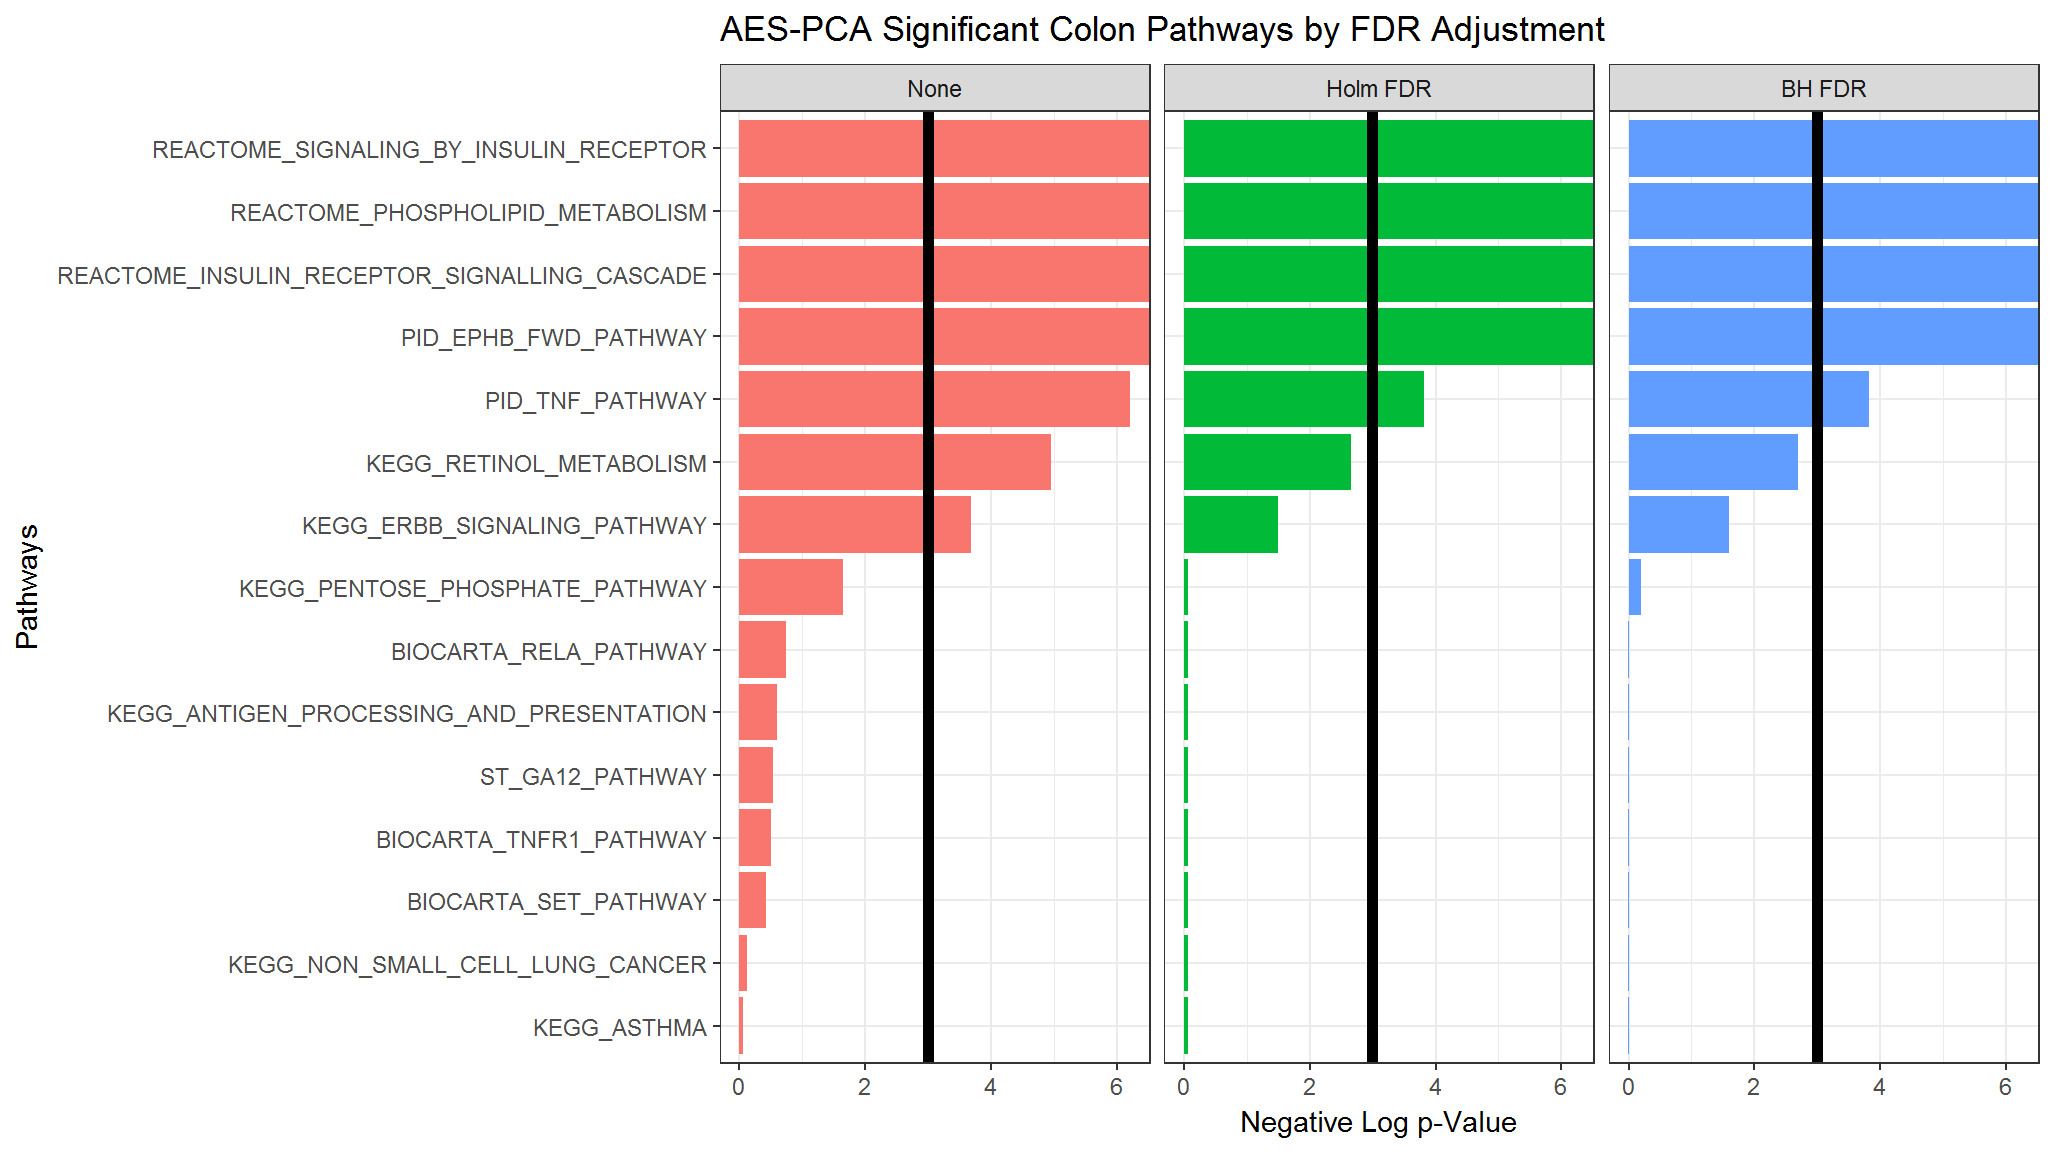 AES-PCA Significant Colon Pathways by FDR Adjustment
None
Holm FDR
BH FDR
REACTOME_SIGNALING_BY_INSULIN_RECEPTOR
REACTOME_PHOSPHOLIPID_METABOLISM
REACTOME_INSULIN_RECEPTOR_SIGNALLING_CASCADE
PID_EPHB_FWD_PATHWAY
PID_TNF_PATHWAY
KEGG_RETINOL_METABOLISM
KEGG_ERBB_SIGNALING_PATHWAY
KEGG_PENTOSE_PHOSPHATE_PATHWAY
BIOCARTA_RELA_PATHWAY
KEGG_ANTIGEN_PROCESSING_AND_PRESENTATION
ST_GA12_PATHWAY
BIOCARTA_TNFR1_PATHWAY
BIOCARTA_SET_PATHWAY
KEGG_NON_SMALL_CELL_LUNG_CANCER
KEGG_ASTHMA
Pathways
0 2 4 6
0 2 4 6
0 2 4 6
Negative Log p-Value